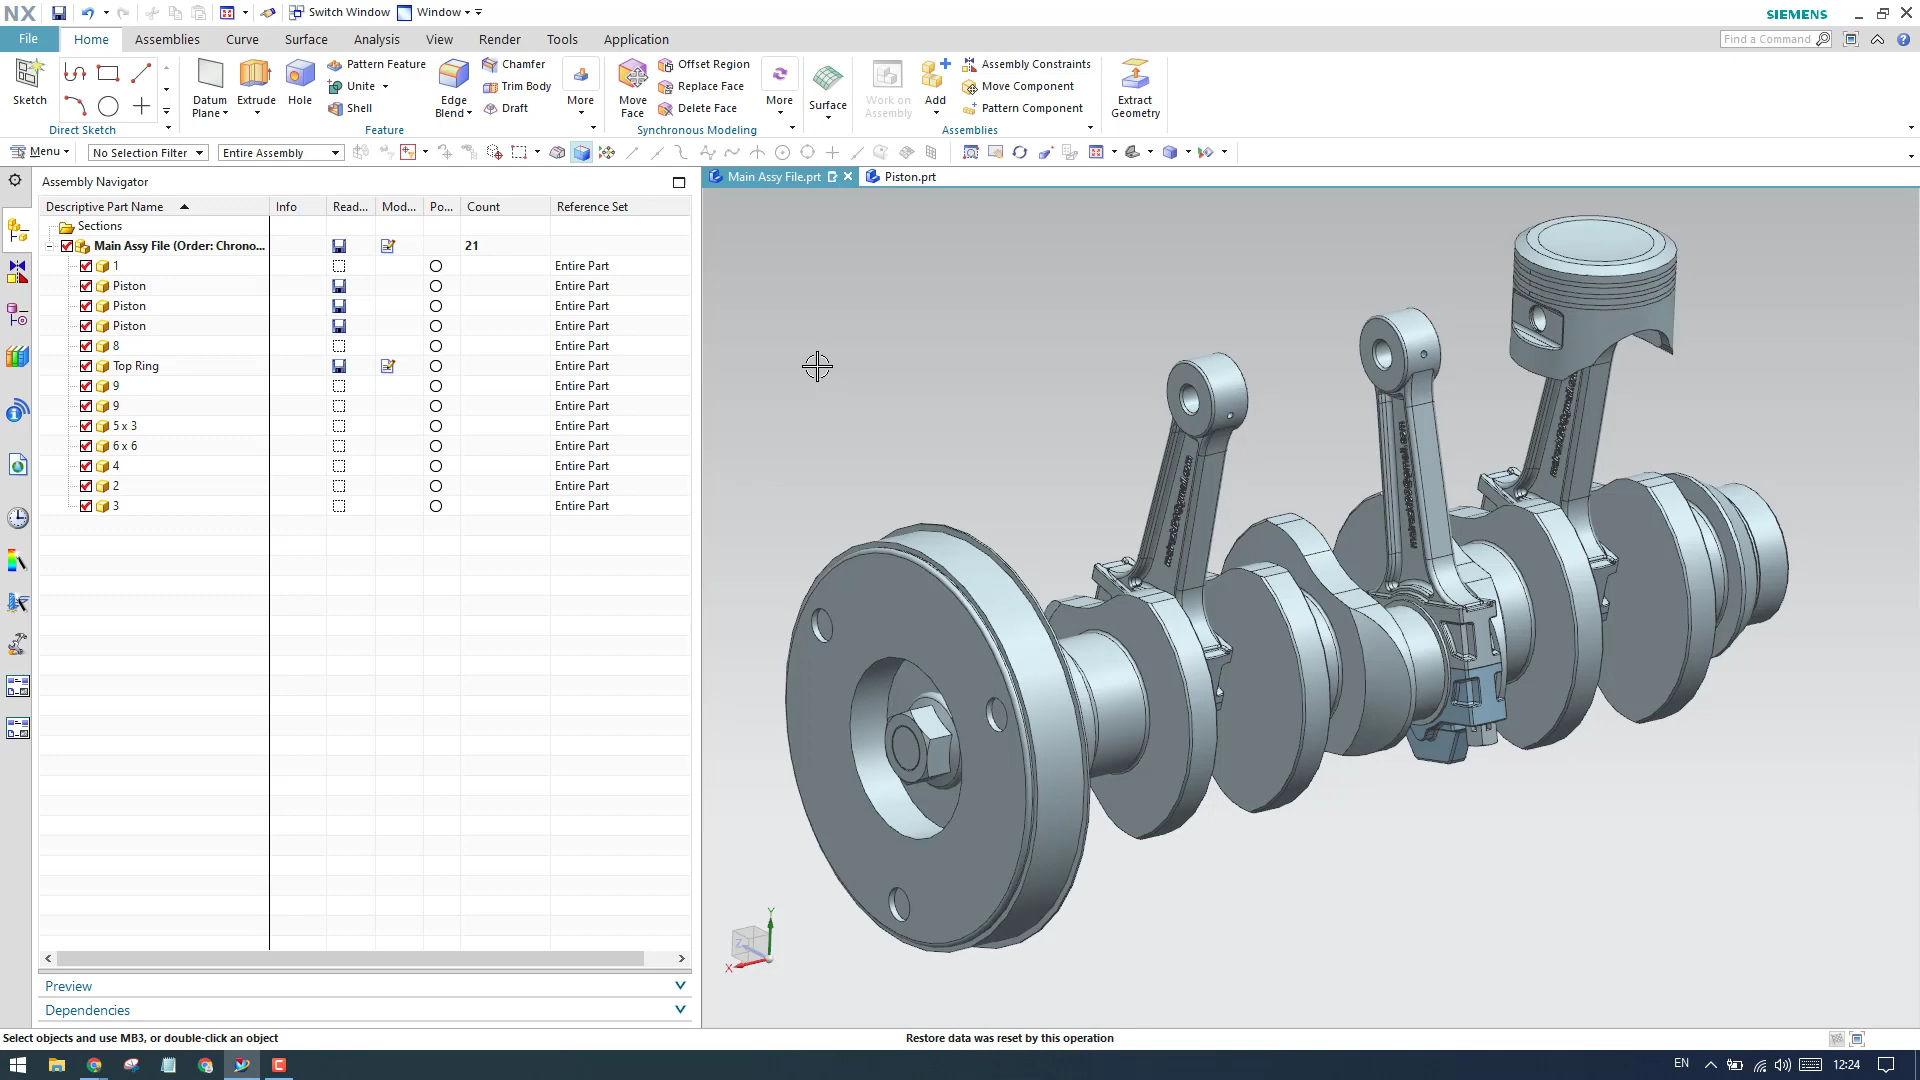 NX Switch Window Window SIEMENS
File Home Assemblies Curve Surface Analysis View Render Tools Application Find a Command
Sketch Datum Plane Extrude Hole Pattern Feature Unite Shell Edge Blend Chamfer Trim Body Draft More Move Face Offset Region Replace Face Delete Face More Surface Work on Assembly Add Assembly Constraints Move Component Pattern Component Extract Geometry
Direct Sketch Feature Synchronous Modeling Assemblies
Menu No Selection Filter Entire Assembly
Assembly Navigator Main Assy File.prt Piston.prt
Descriptive Part Name Info Read... Mod... Po... Count Reference Set
Sections
Main Assy File (Order: Chrono... 21
1 Entire Part
Piston Entire Part
Piston Entire Part
Piston Entire Part
8 Entire Part
Top Ring Entire Part
9 Entire Part
9 Entire Part
5 x 3 Entire Part
6 x 6 Entire Part
4 Entire Part
2 Entire Part
3 Entire Part
Y
Z
X
Preview
Dependencies
Select objects and use MB3, or double-click an object Restore data was reset by this operation
EN 12:24